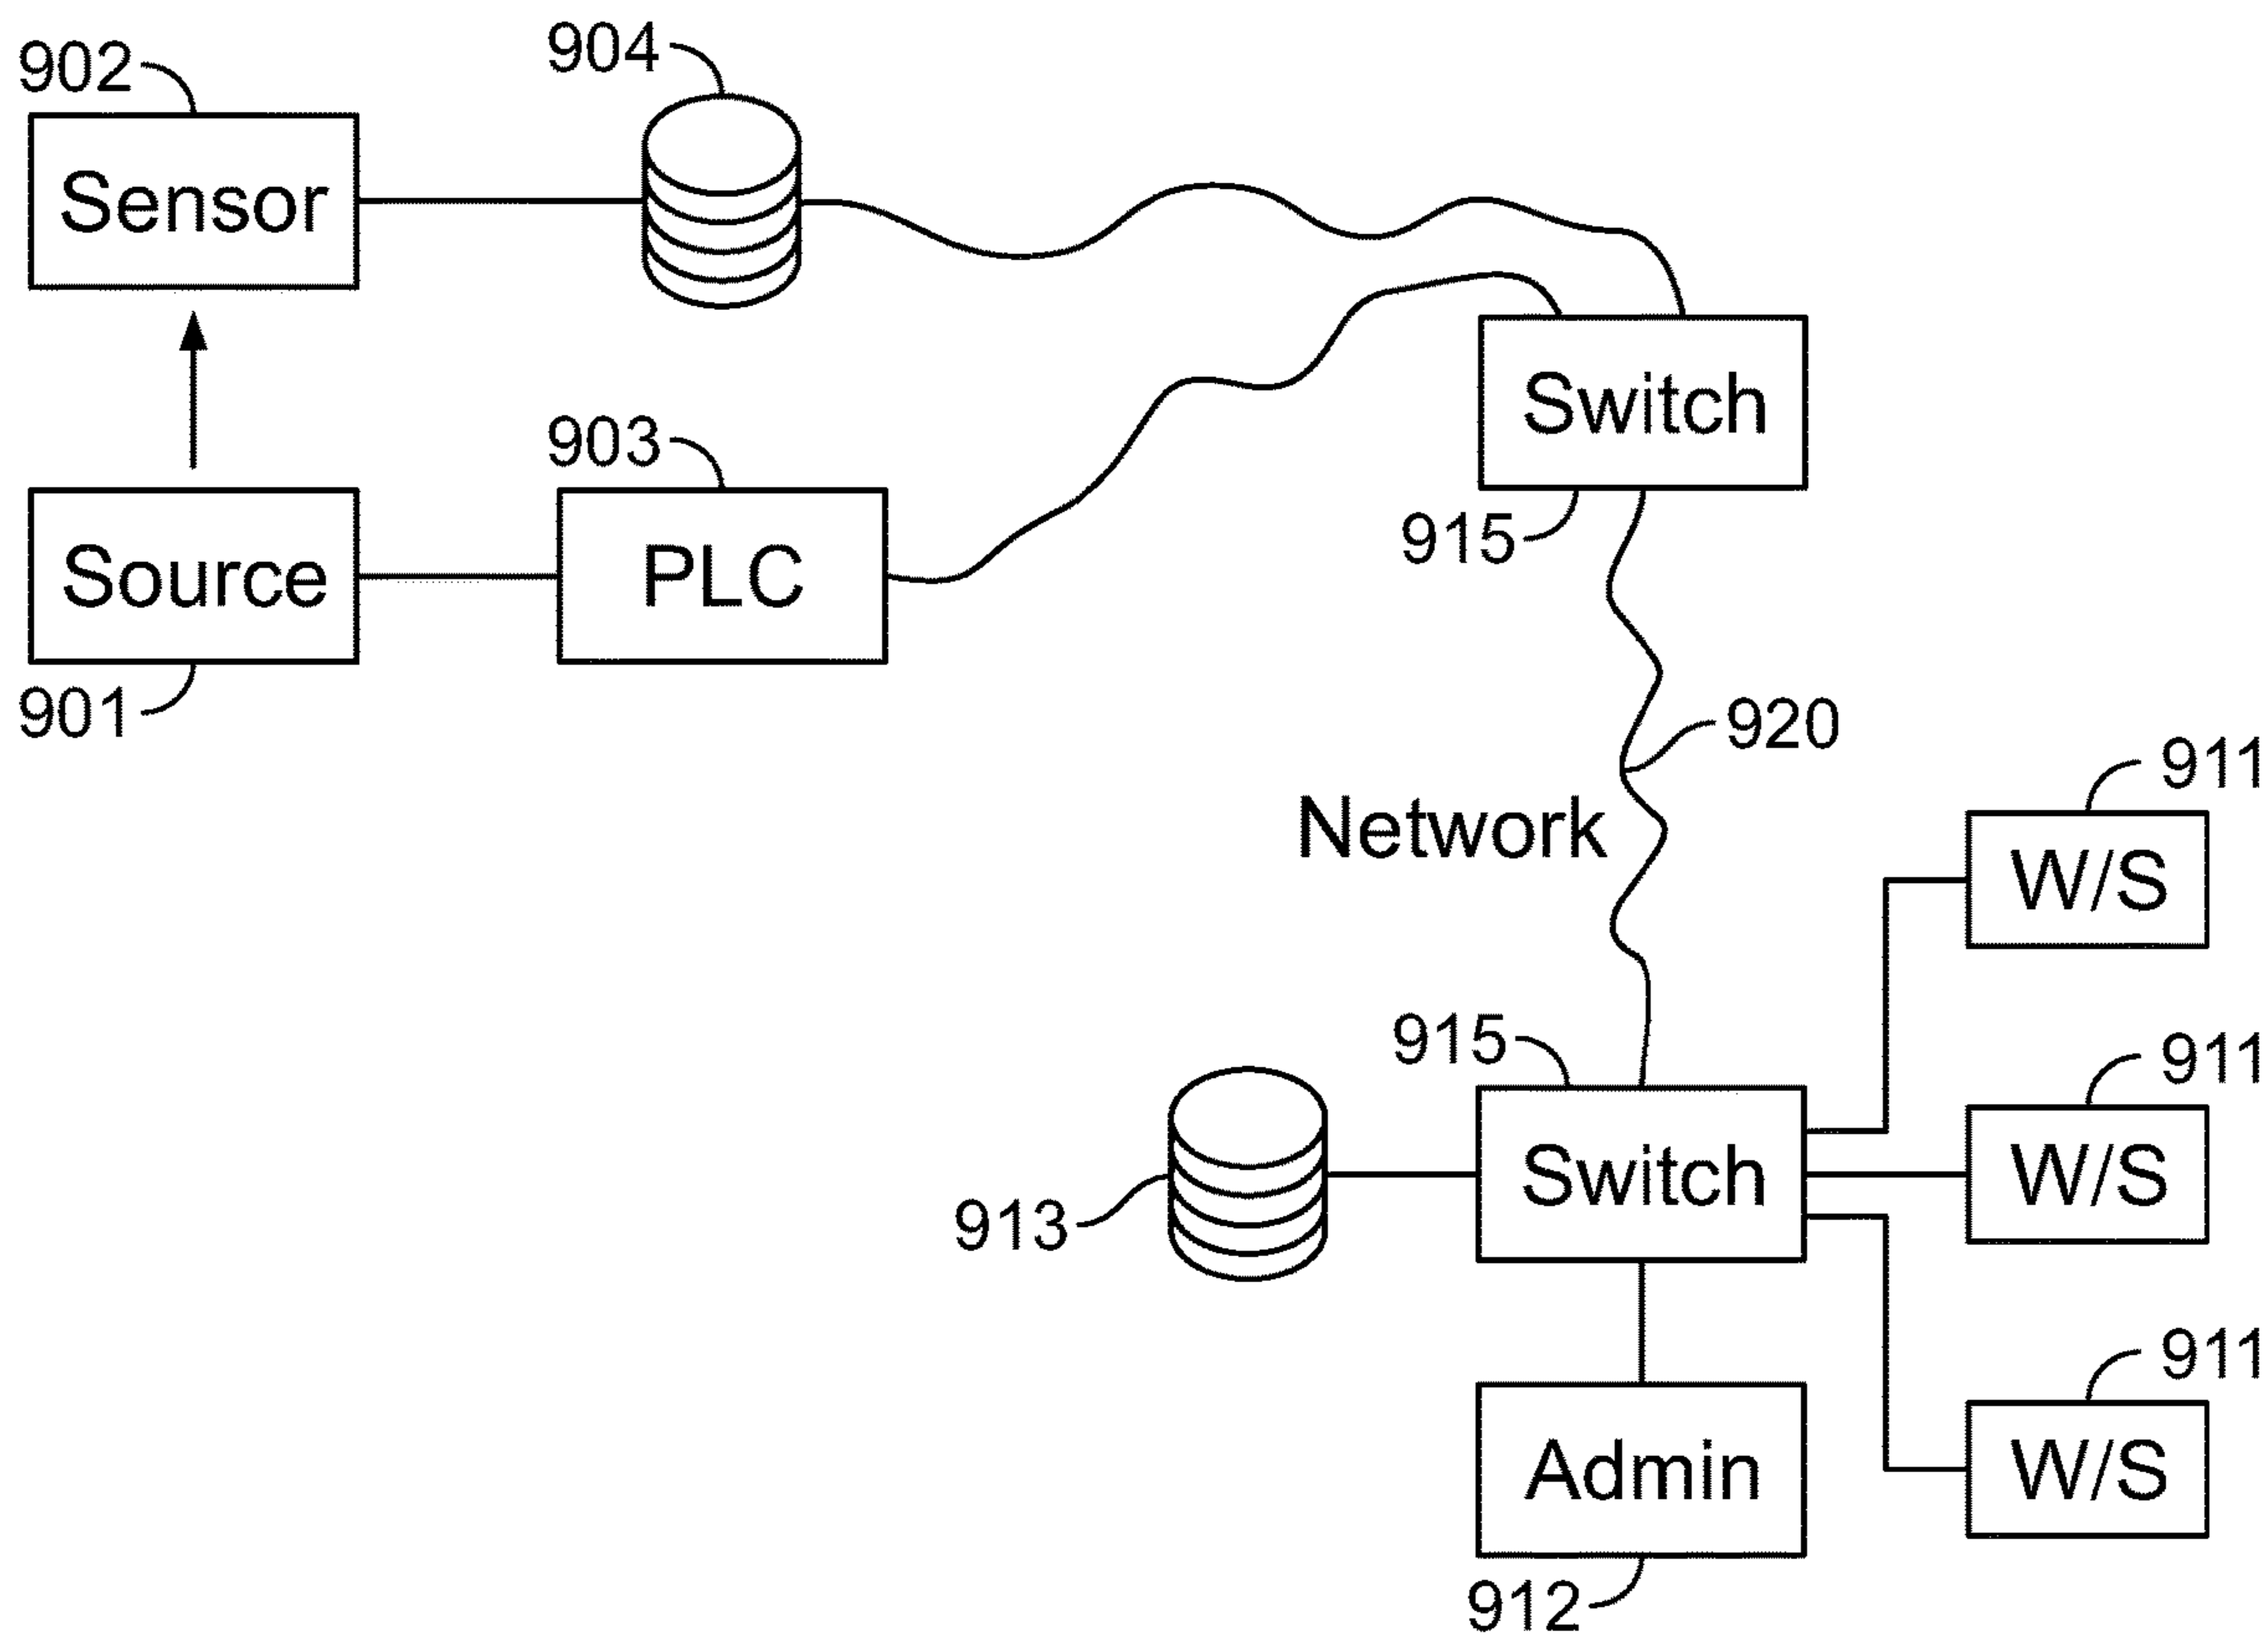 902
904
Sensor
Switch
903
915
Source
PLC
901
920
911
Network
W/S
915
911
913
Switch
W/S
911
Admin
W/S
912